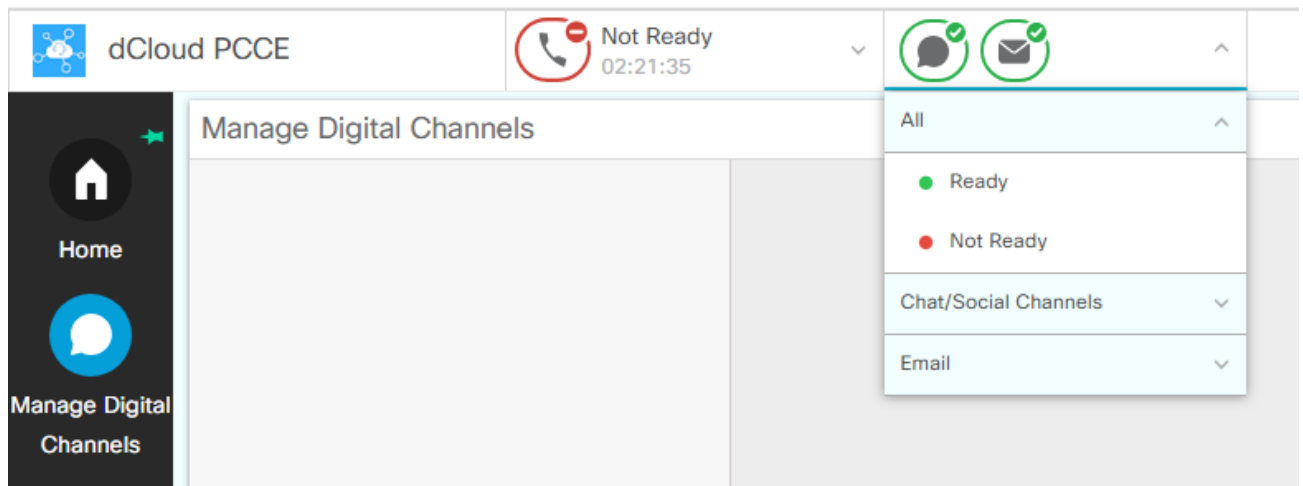 dCloud PCCE
Not Ready
02:21:35
Manage Digital Channels
All
Ready
Not Ready
Chat/Social Channels
Email
Home
Manage Digital
Channels